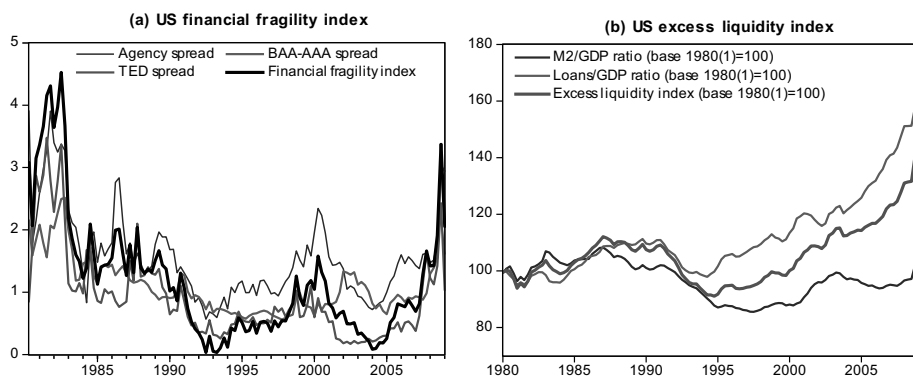 (a) US financial fragility index
Agency spread
BAA-AAA spread
TED spread
Financial fragility index
5
4
3
2
1
0
1985
1990
1995
2000
2005
(b) US excess liquidity index
M2/GDP ratio (base 1980(1)=100)
Loans/GDP ratio (base 1980(1)=100)
Excess liquidity index (base 1980(1)=100)
180
160
140
120
100
80
1980
1985
1990
1995
2000
2005